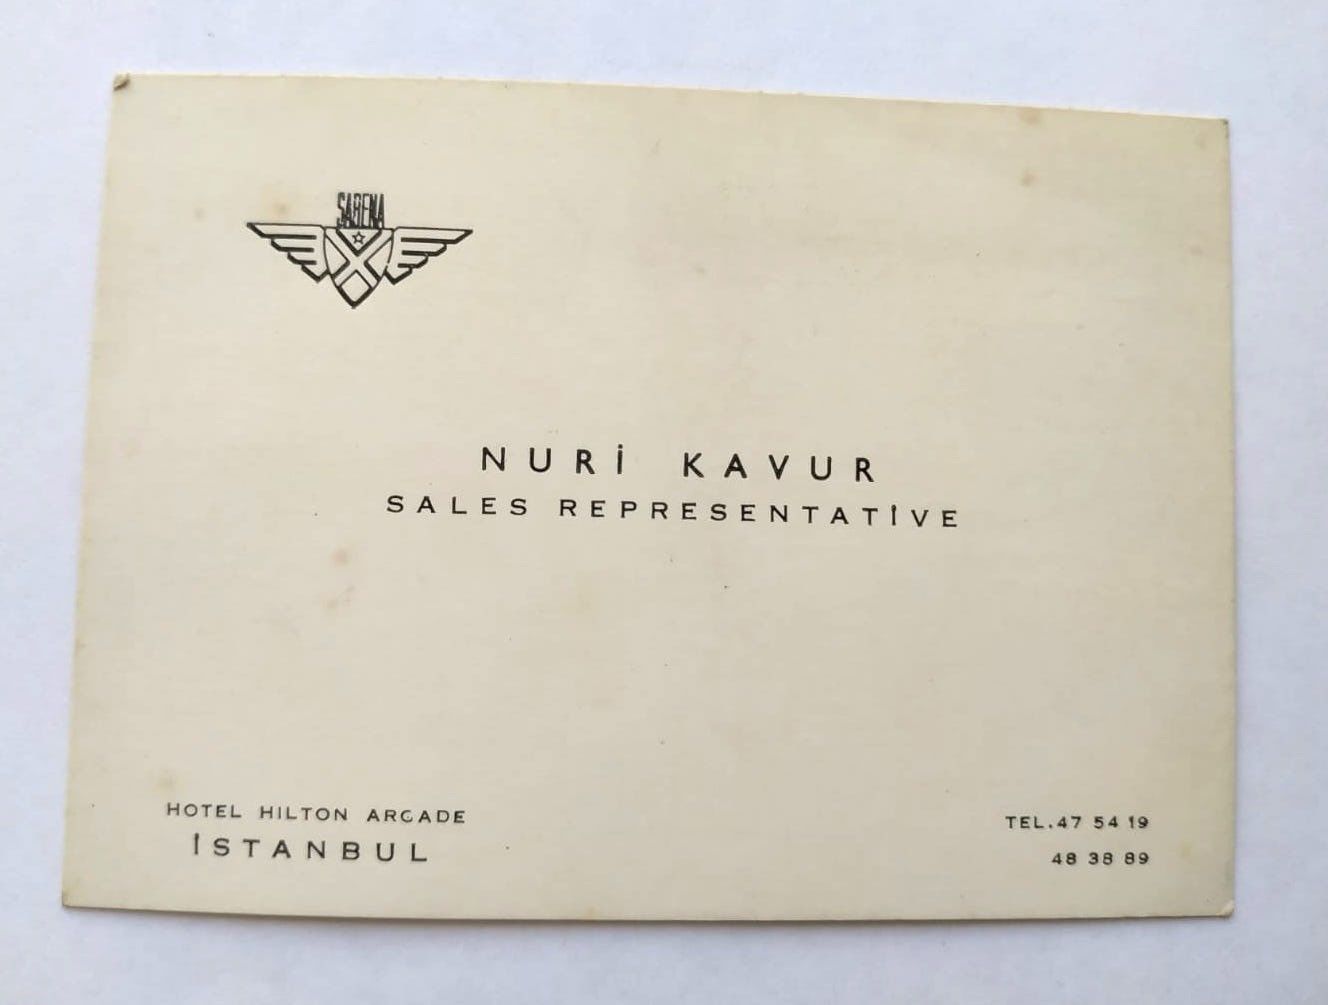 SABENA
NURİ KAVUR
SALES REPRESENTATİVE
HOTEL HILTON ARCADE
İSTANBUL
TEL.47 54 19
48 38 89